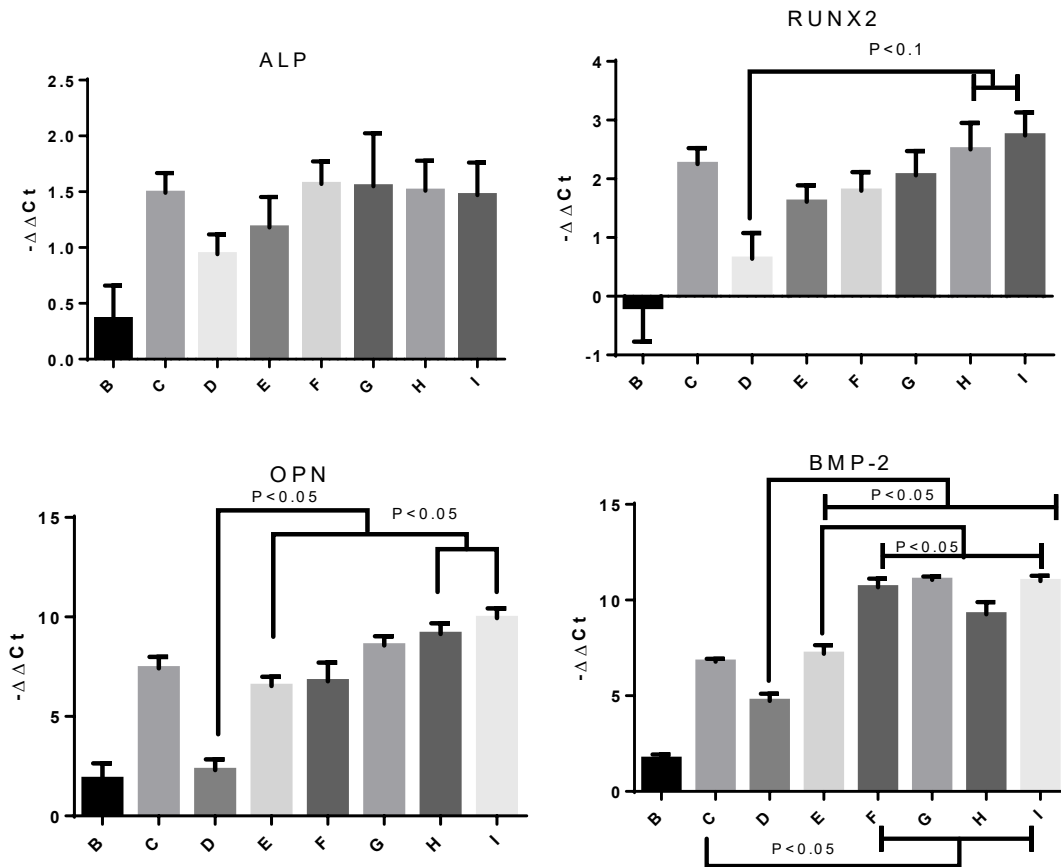 ALP
-ΔΔCt
2.5
2.0
1.5
1.0
0.5
0.0
B C D E F G H I
RUNX2
P<0.1
-ΔΔCt
4
3
2
1
0
-1
B C D E F G H I
OPN
P<0.05
P<0.05
-ΔΔCt
15
10
5
0
B C D E F G H I
BMP-2
P<0.05
P<0.05
-ΔΔCt
15
10
5
0
B C D E F G H I
P<0.05